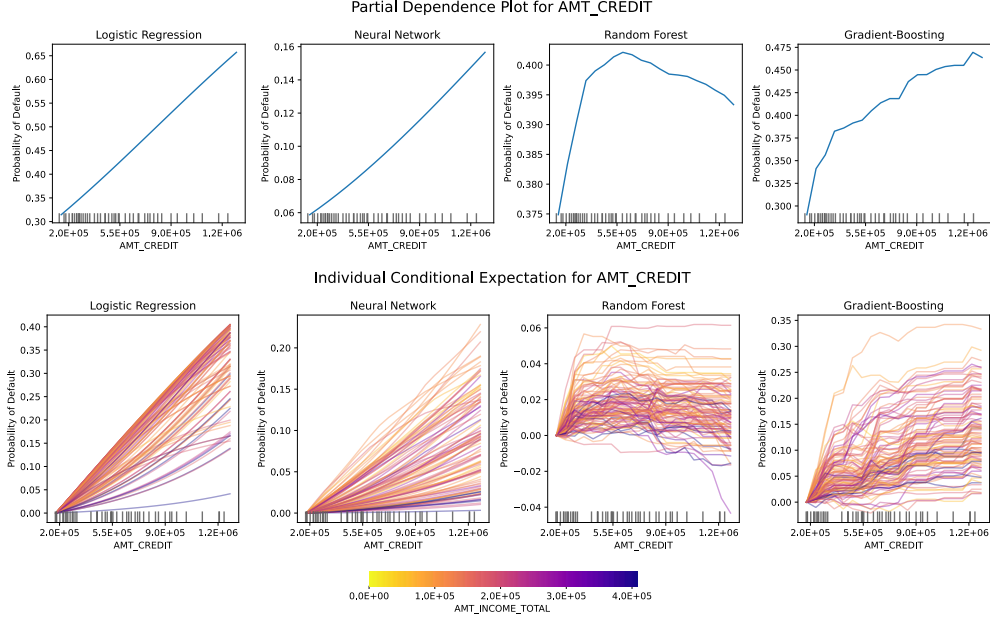 Partial Dependence Plot for AMT_CREDIT
Logistic Regression
Neural Network
Random Forest
Gradient-Boosting
Probability of Default
0.65
0.60
0.55
0.50
0.45
0.40
0.35
0.30
2.0E+05
5.5E+05
9.0E+05
1.2E+06
AMT_CREDIT
Probability of Default
0.16
0.14
0.12
0.10
0.08
0.06
2.0E+05
5.5E+05
9.0E+05
1.2E+06
AMT_CREDIT
Probability of Default
0.400
0.395
0.390
0.385
0.380
0.375
2.0E+05
5.5E+05
9.0E+05
1.2E+06
AMT_CREDIT
Probability of Default
0.475
0.450
0.425
0.400
0.375
0.350
0.325
0.300
2.0E+05
5.5E+05
9.0E+05
1.2E+06
AMT_CREDIT
Individual Conditional Expectation for AMT_CREDIT
Logistic Regression
Neural Network
Random Forest
Gradient-Boosting
Probability of Default
0.40
0.35
0.30
0.25
0.20
0.15
0.10
0.05
0.00
2.0E+05
5.5E+05
9.0E+05
1.2E+06
AMT_CREDIT
Probability of Default
0.20
0.15
0.10
0.05
0.00
2.0E+05
5.5E+05
9.0E+05
1.2E+06
AMT_CREDIT
Probability of Default
0.06
0.04
0.02
0.00
−0.02
−0.04
2.0E+05
5.5E+05
9.0E+05
1.2E+06
AMT_CREDIT
Probability of Default
0.35
0.30
0.25
0.20
0.15
0.10
0.05
0.00
2.0E+05
5.5E+05
9.0E+05
1.2E+06
AMT_CREDIT
0.0E+00
1.0E+05
2.0E+05
3.0E+05
4.0E+05
AMT_INCOME_TOTAL